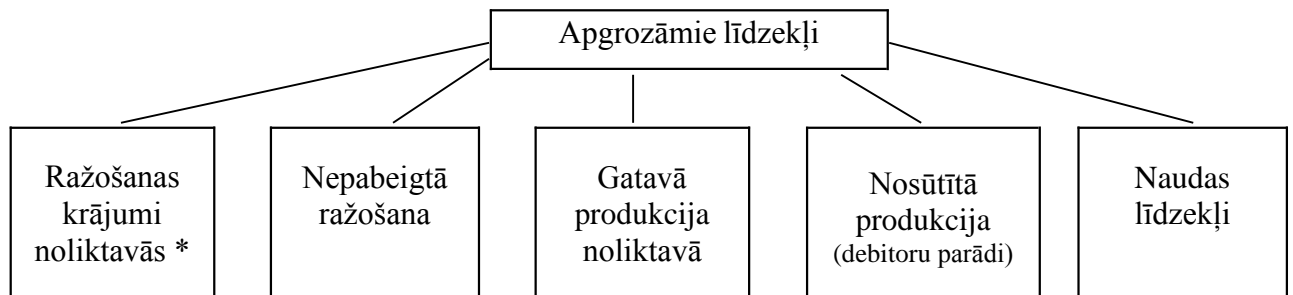 Apgrozāmie līdzekļi
Ražošanas
krājumi
noliktavās *
Nepabeigtā
ražošana
Gatavā
produkcija
noliktavā
Nosūtītā
produkcija
(debitoru parādi)
Naudas
līdzekļi